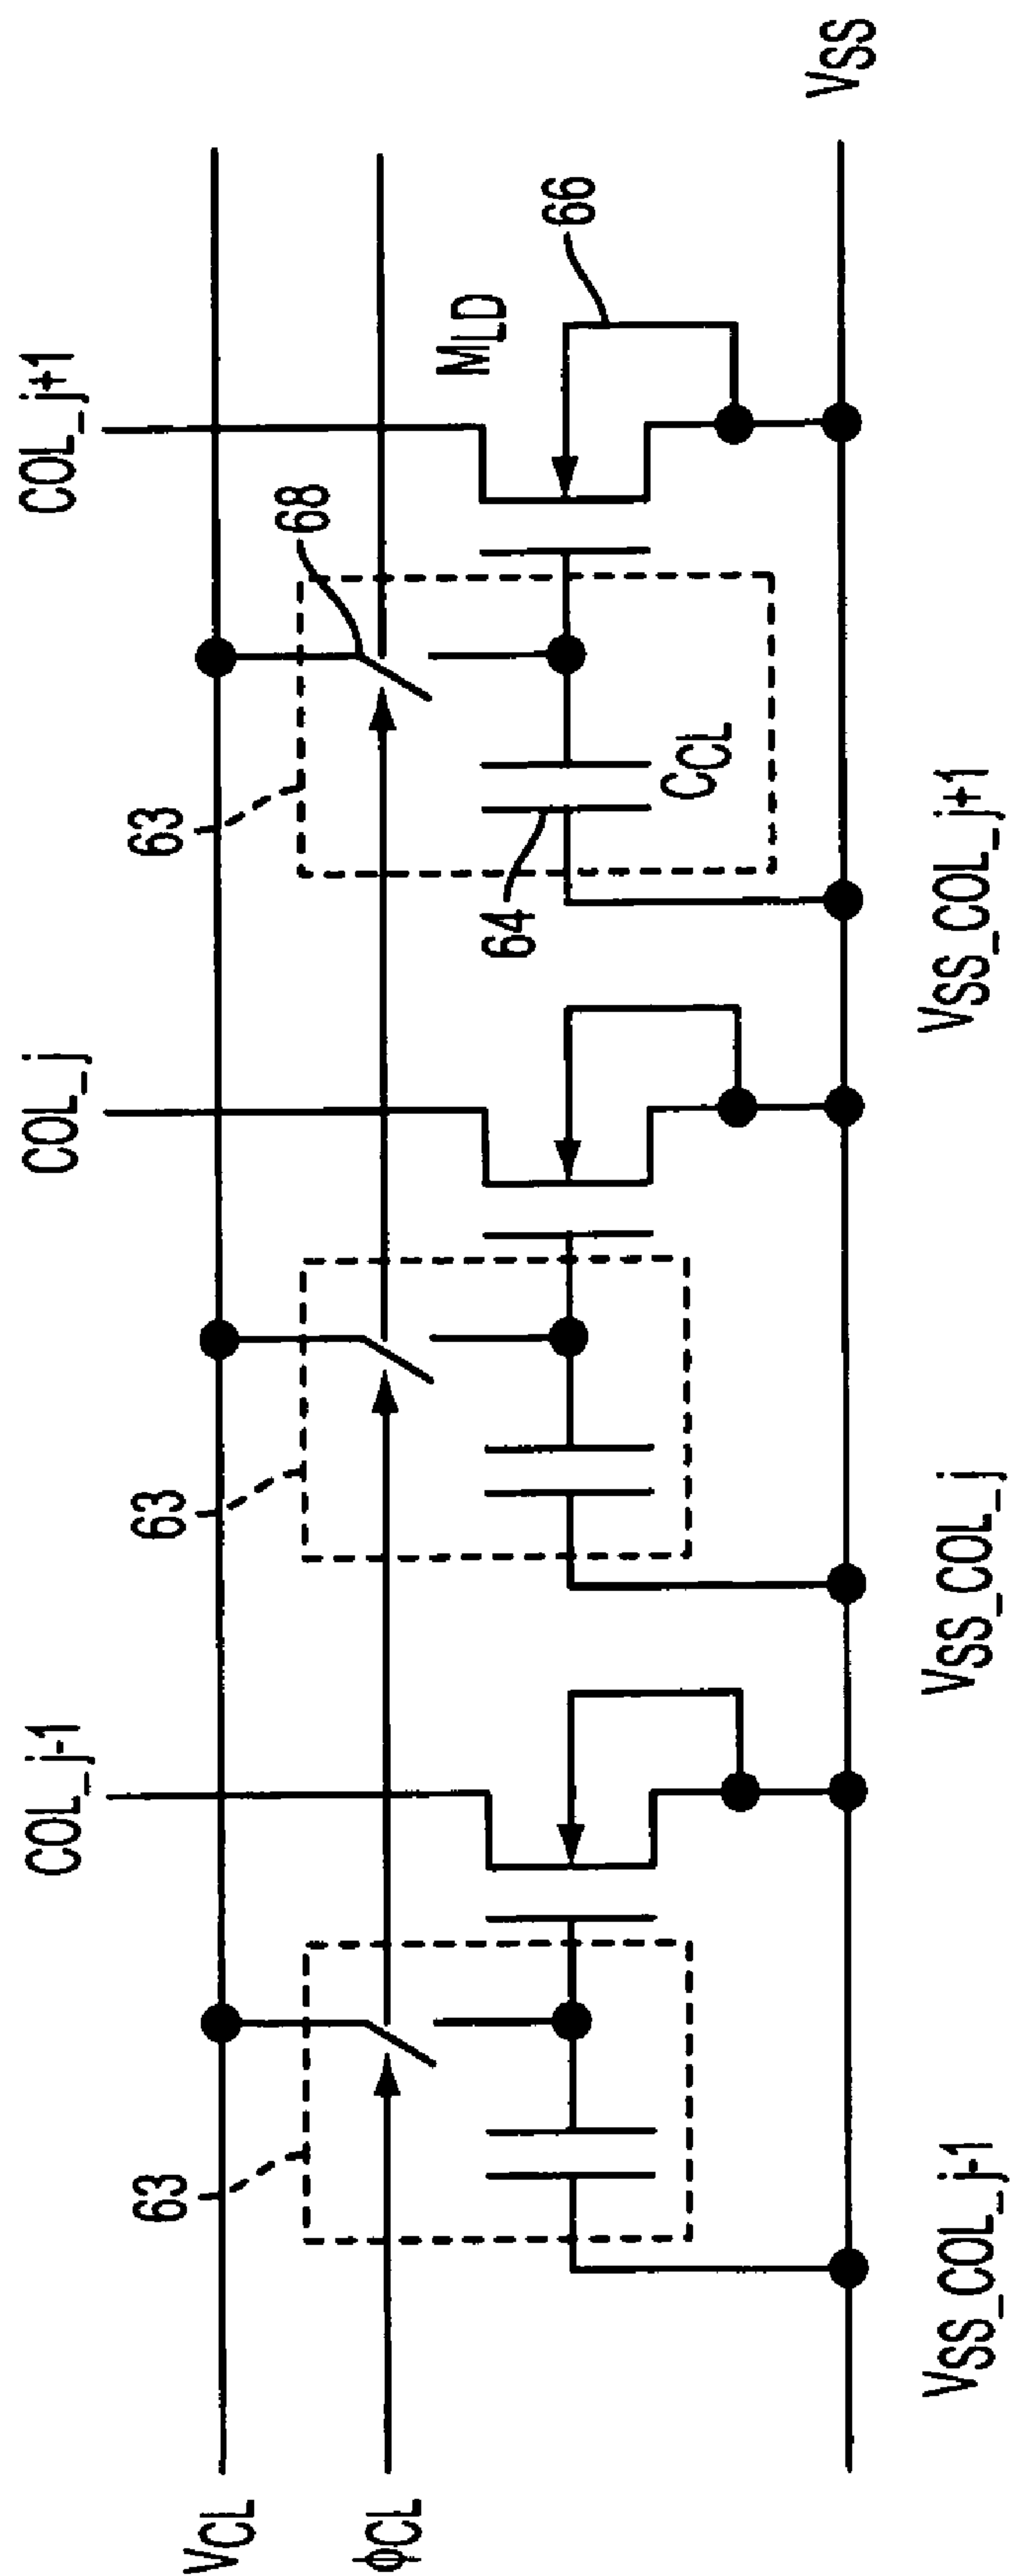 COL_j-1
COL_j
COL_j+1
VCL
ϕCL
63
63
63
68
66
MLD
64
CCL
VSS
VSS_COL_j-1
VSS_COL_j
VSS_COL_j+1